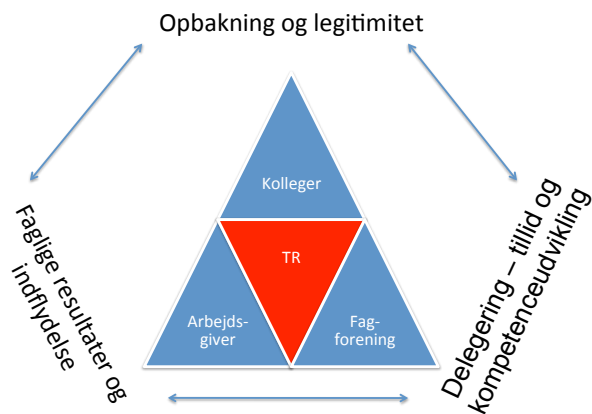 Opbakning og legitimitet
Kolleger
TR
Arbejds-
giver
Fag-
forening
Faglige resultater og
indflydelse
Delegering – tillid og
kompetenceudvikling